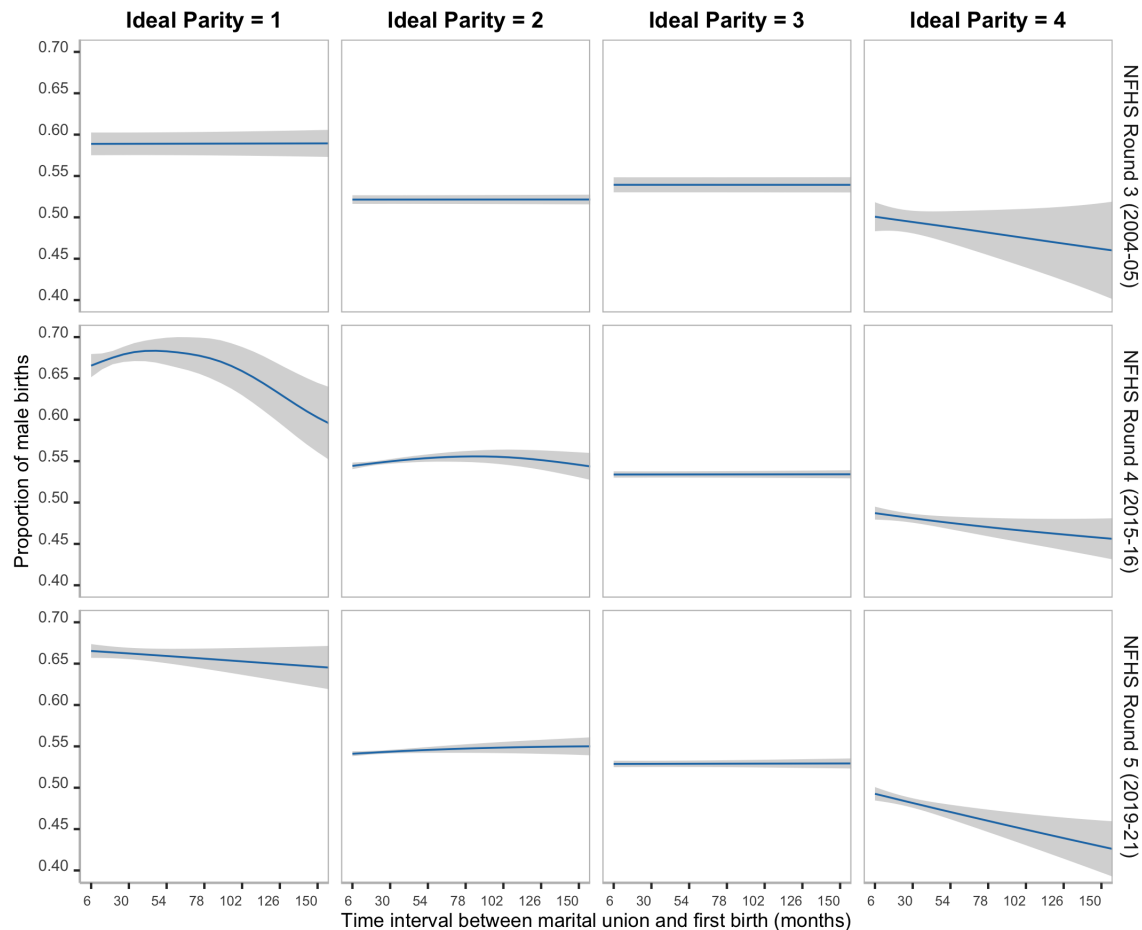 Ideal Parity = 1
Ideal Parity = 2
Ideal Parity = 3
Ideal Parity = 4
Proportion of male births
0.70
0.65
0.60
0.55
0.50
0.45
0.40
NFHS Round 3 (2004-05)
0.70
0.65
0.60
0.55
0.50
0.45
0.40
NFHS Round 4 (2015-16)
0.70
0.65
0.60
0.55
0.50
0.45
0.40
NFHS Round 5 (2019-21)
6 30 54 78 102 126 150
6 30 54 78 102 126 150
6 30 54 78 102 126 150
6 30 54 78 102 126 150
Time interval between marital union and first birth (months)